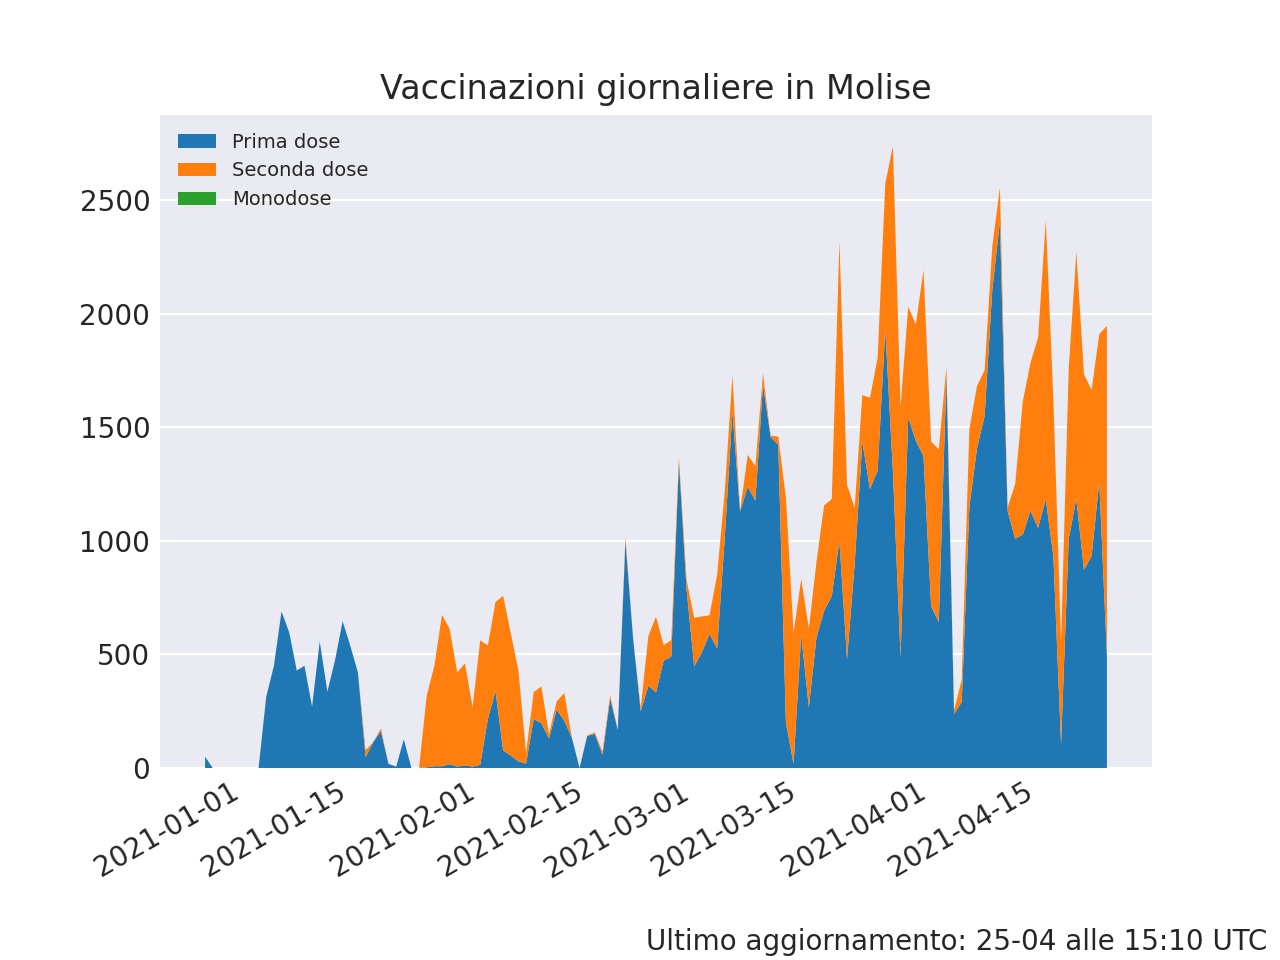 Vaccinazioni giornaliere in Molise
Prima dose
Seconda dose
Monodose
2500
2000
1500
1000
500
0
2021-01-01
2021-01-15
2021-02-01
2021-02-15
2021-03-01
2021-03-15
2021-04-01
2021-04-15
Ultimo aggiornamento: 25-04 alle 15:10 UTC